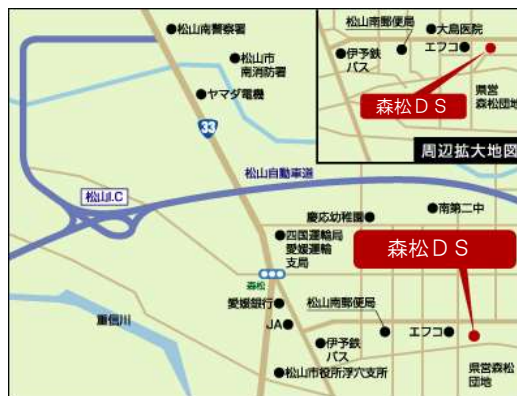 松山南警察署
松山市
南消防署
ヤマダ電機
33
松山自動車道
松山I.C
慶応幼稚園
南第二中
四国運輸局
愛媛運輸
支局
森松DS
森松
愛媛銀行
松山南郵便局
JA
エフコ
伊予鉄
バス
重信川
松山市役所浮穴支所
県営森松
団地
松山南郵便局
大島医院
伊予鉄
バス
エフコ
森松DS
県営
森松団地
周辺拡大地図